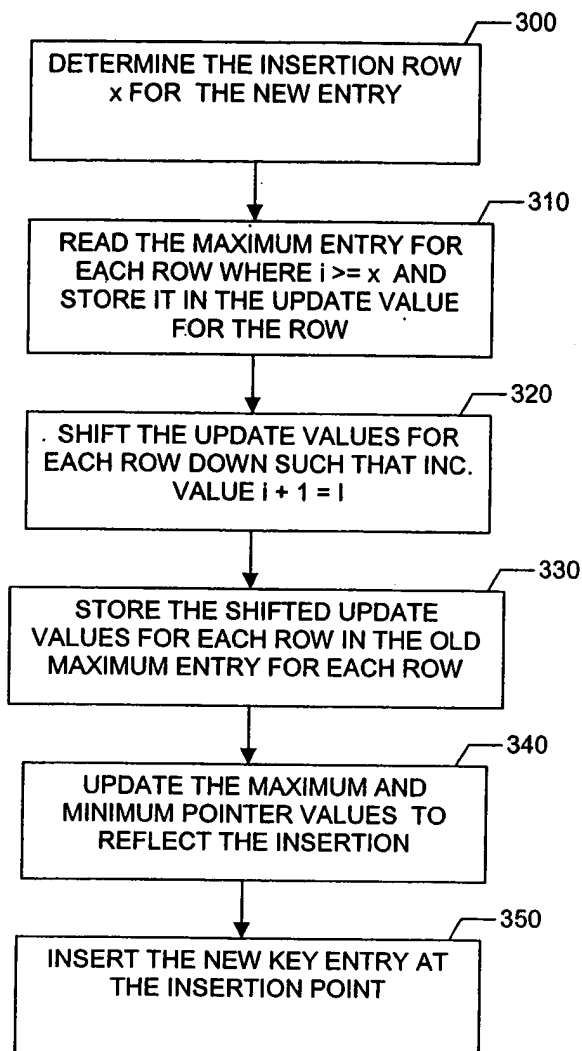 300
DETERMINE THE INSERTION ROW
x FOR THE NEW ENTRY
310
READ THE MAXIMUM ENTRY FOR
EACH ROW WHERE i >= x AND
STORE IT IN THE UPDATE VALUE
FOR THE ROW
320
SHIFT THE UPDATE VALUES FOR
EACH ROW DOWN SUCH THAT INC.
VALUE i + 1 = I
330
STORE THE SHIFTED UPDATE
VALUES FOR EACH ROW IN THE OLD
MAXIMUM ENTRY FOR EACH ROW
340
UPDATE THE MAXIMUM AND
MINIMUM POINTER VALUES TO
REFLECT THE INSERTION
350
INSERT THE NEW KEY ENTRY AT
THE INSERTION POINT